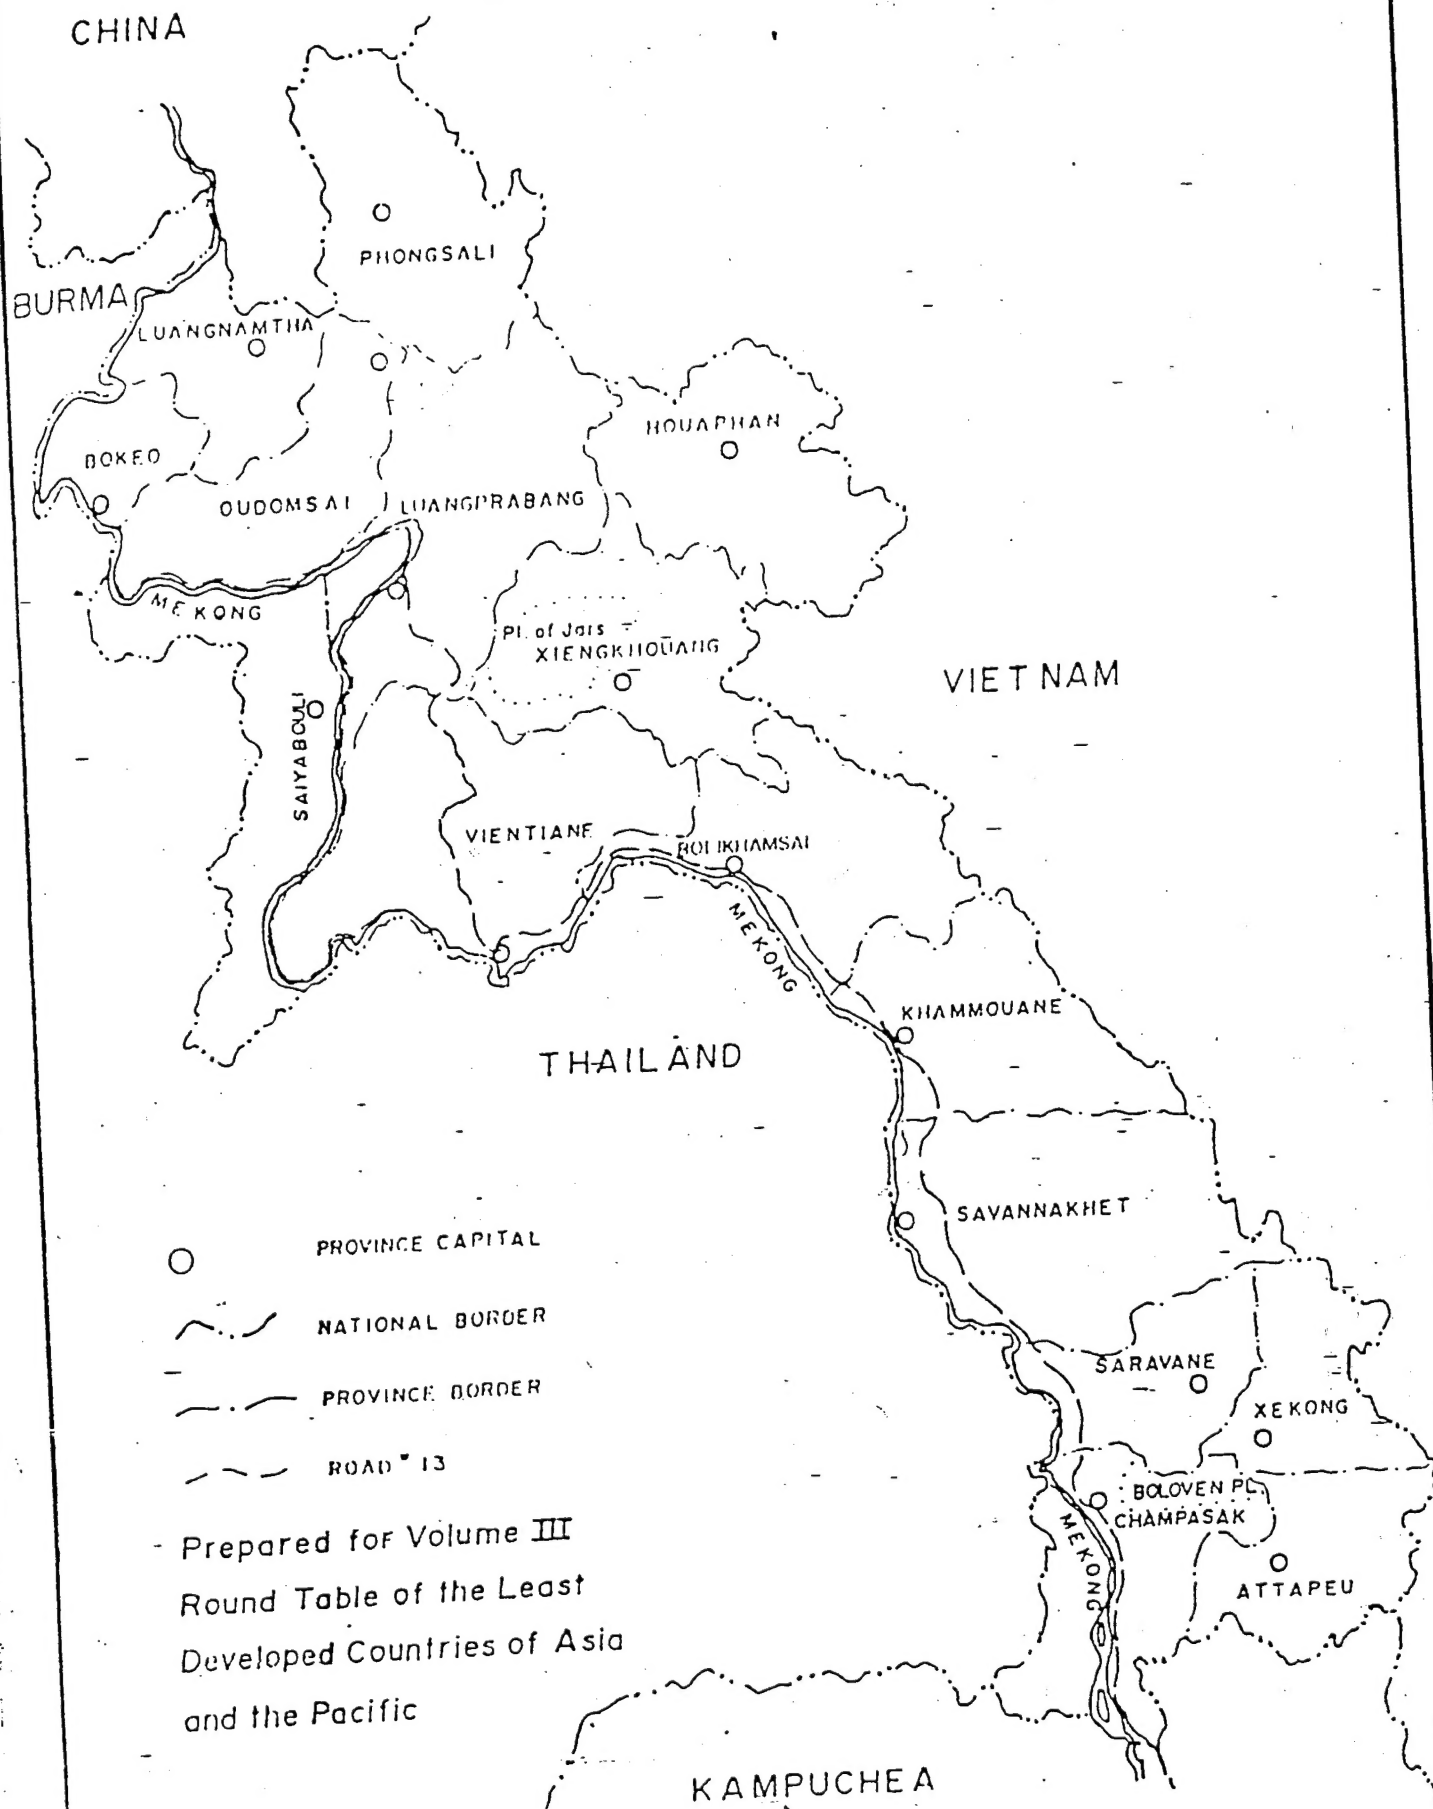 CHINA
PHONGSALI
BURMA
LUANGNAMTHA
HOUAPHAN
BOKEO
OUDOMSAI
LUANGPRABANG
MEKONG
Pl. of Jars
XIENGKHOUANG
VIETNAM
SAIYABOULI
VIENTIANE
BOLIKHAMSAI
MEKONG
KHAMMOUANE
THAILAND
SAVANNAKHET
PROVINCE CAPITAL
NATIONAL BORDER
SARAVANE
PROVINCE BORDER
XEKONG
ROAD # 13
BOLOVEN PL.
CHAMPASAK
MEKONG
Prepared for Volume III
Round Table of the Least
ATTAPEU
Developed Countries of Asia
and the Pacific
KAMPUCHEA